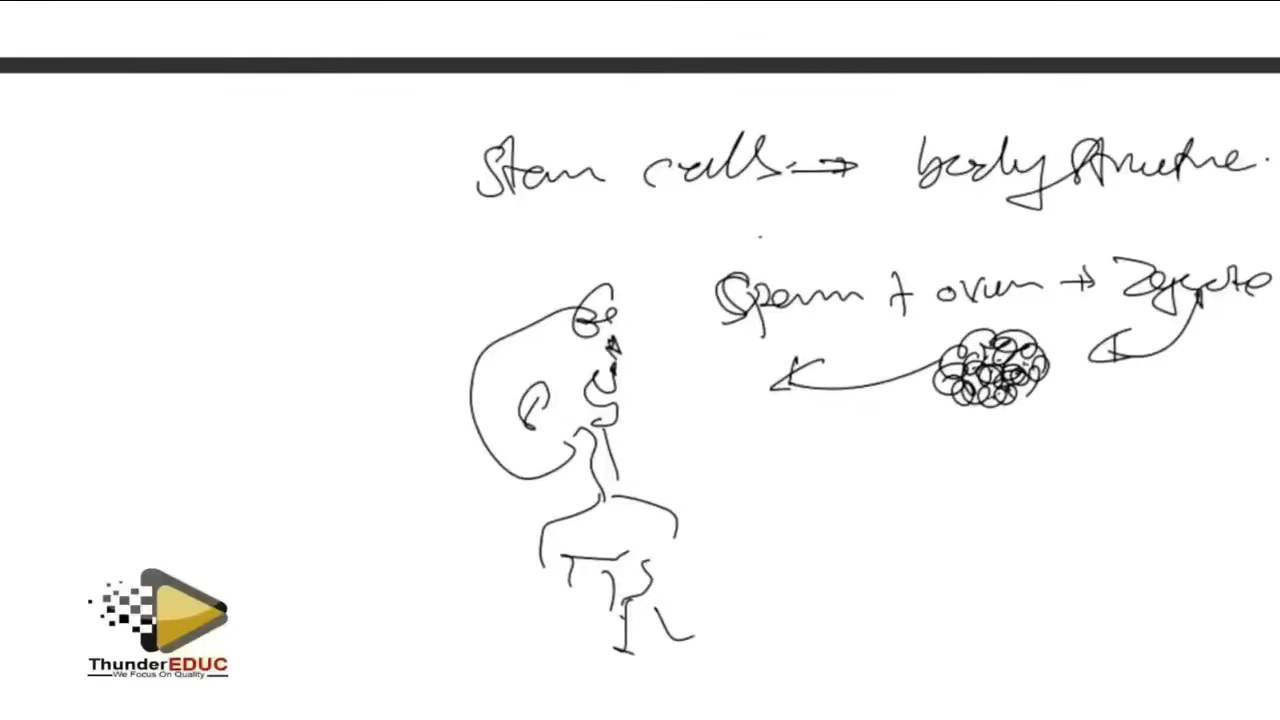 Stem cells → body structure.
Sperm + ovum → Zygote
ThunderEDUC
We Focus On Quality